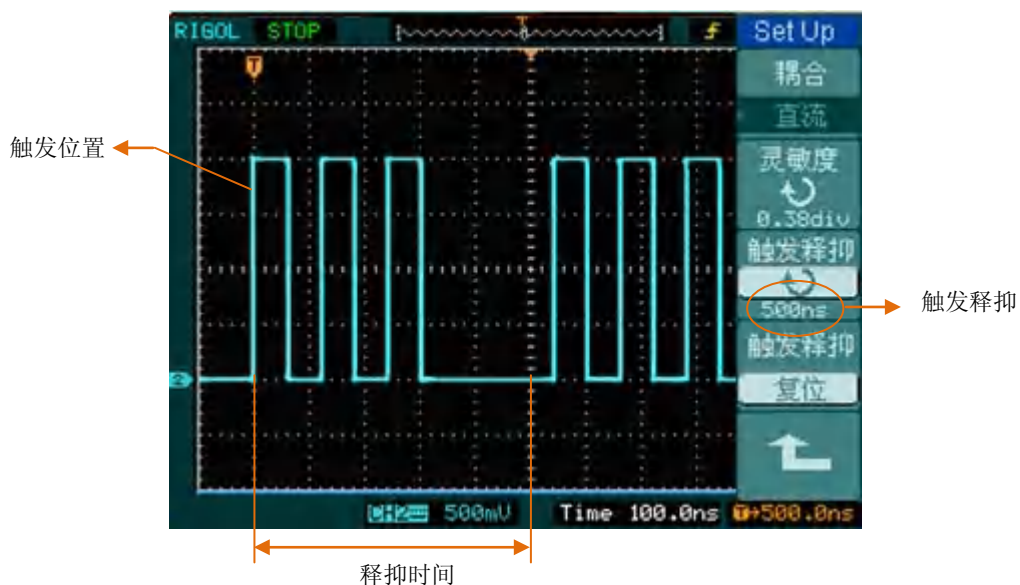 RIGOL STOP
T
Set Up
T
耦合
直流
触发位置
灵敏度
0.38div
触发释抑
500ns
触发释抑
触发释抑
复位
2
CH2 500mV Time 100.0ns T→500.0ns
释抑时间